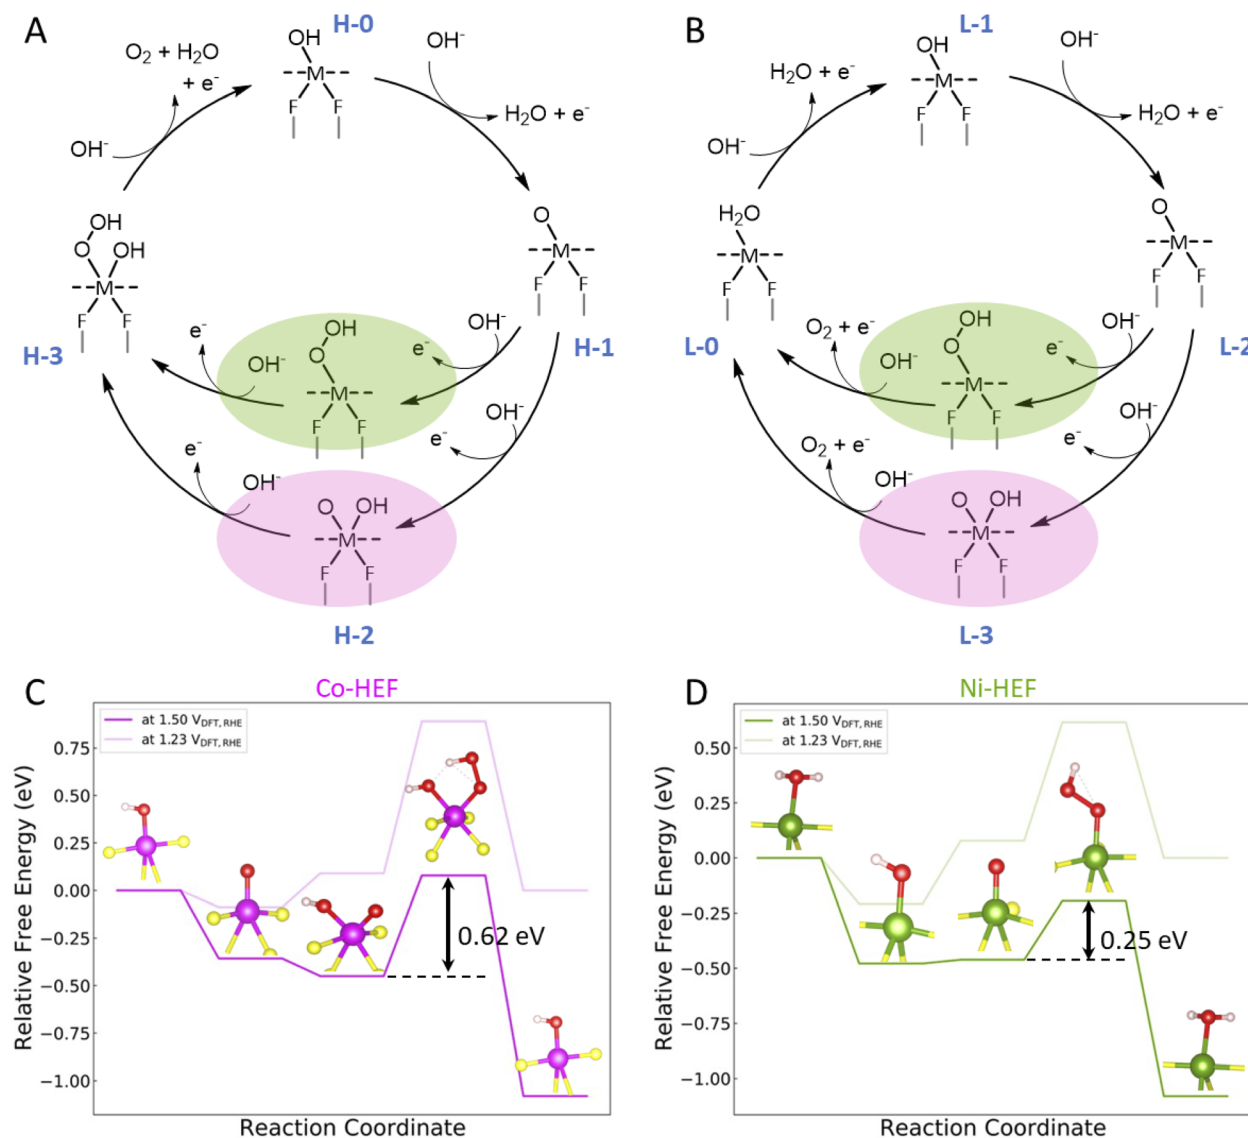 A
H-0
O₂ + H₂O
+ e⁻
OH
M
F F
OH⁻
H₂O + e⁻
OH⁻
OH
O
OH
M
F F
H-3
O
M
F F
H-1
e⁻
OH⁻
OH
O
M
F F
OH⁻
e⁻
e⁻
OH⁻
O OH
M
F F
OH⁻
e⁻
H-2
B
L-1
H₂O + e⁻
OH
M
F F
OH⁻
H₂O + e⁻
OH⁻
H₂O
M
F F
L-0
O
M
F F
L-2
O₂ + e⁻
OH⁻
OH
O
M
F F
OH⁻
e⁻
O₂ + e⁻
OH⁻
O OH
M
F F
OH⁻
e⁻
L-3
C
Co-HEF
at 1.50 V_DFT, RHE
at 1.23 V_DFT, RHE
Relative Free Energy (eV)
0.75
0.50
0.25
0.00
−0.25
−0.50
−0.75
−1.00
0.62 eV
Reaction Coordinate
D
Ni-HEF
at 1.50 V_DFT, RHE
at 1.23 V_DFT, RHE
Relative Free Energy (eV)
0.50
0.25
0.00
−0.25
−0.50
−0.75
−1.00
0.25 eV
Reaction Coordinate